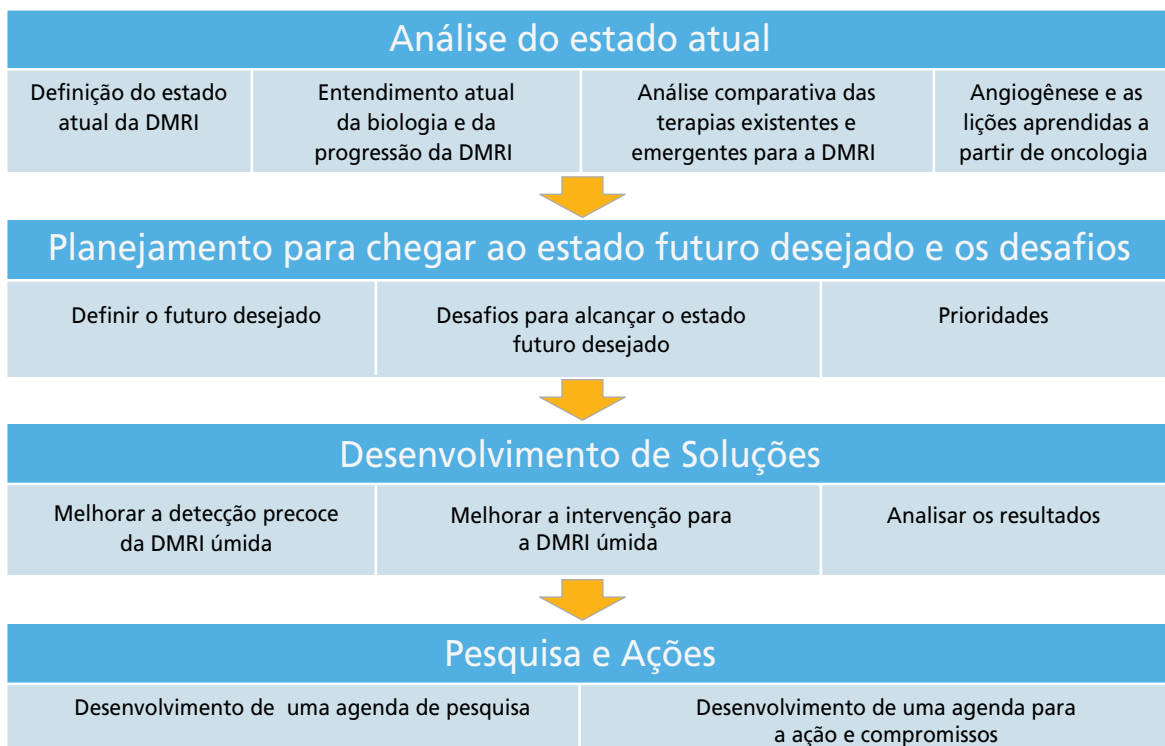 Análise do estado atual
Definição do estado
atual da DMRI
Entendimento atual
da biologia e da
progressão da DMRI
Análise comparativa das
terapias existentes e
emergentes para a DMRI
Angiogênese e as
lições aprendidas a
partir de oncologia
Planejamento para chegar ao estado futuro desejado e os desafios
Definir o futuro desejado
Desafios para alcançar o estado
futuro desejado
Prioridades
Desenvolvimento de Soluções
Melhorar a detecção precoce
da DMRI úmida
Melhorar a intervenção para
a DMRI úmida
Analisar os resultados
Pesquisa e Ações
Desenvolvimento de uma agenda de pesquisa
Desenvolvimento de uma agenda para
a ação e compromissos